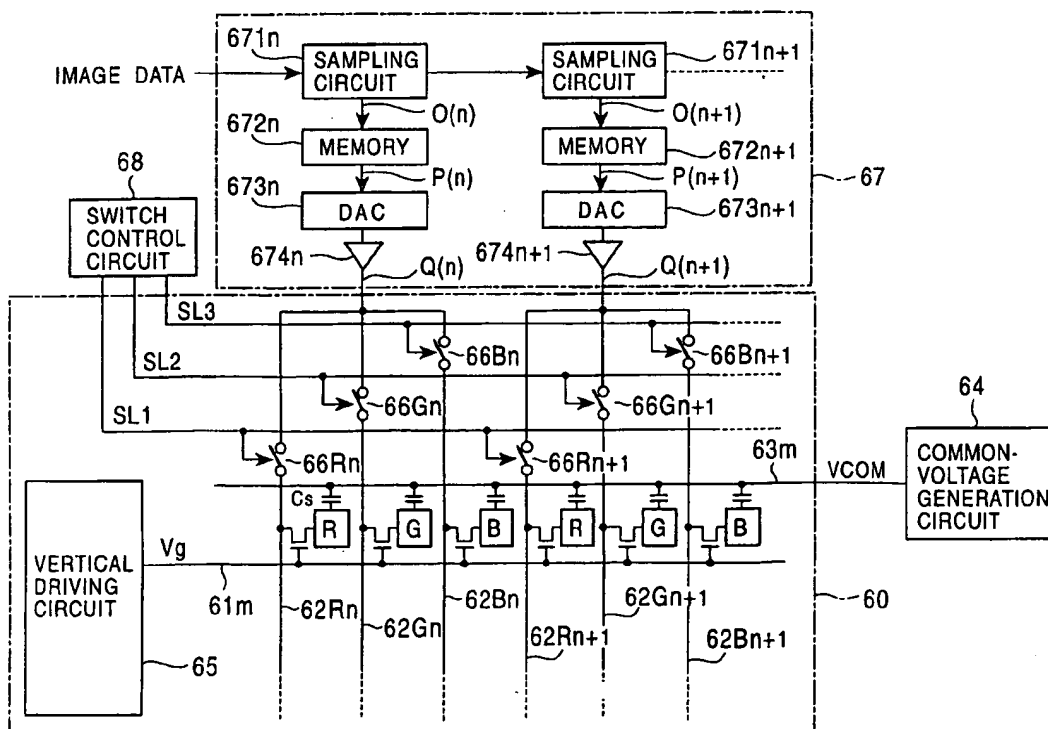 671n
SAMPLING
CIRCUIT
SAMPLING
CIRCUIT
671n+1
IMAGE DATA
O(n)
O(n+1)
672n
MEMORY
MEMORY
672n+1
P(n)
P(n+1)
67
68
673n
DAC
DAC
673n+1
SWITCH
CONTROL
CIRCUIT
674n
Q(n)
674n+1
Q(n+1)
SL3
66Bn
66Bn+1
SL2
66Gn
66Gn+1
64
SL1
66Rn
66Rn+1
63m
VCOM
COMMON-
VOLTAGE
GENERATION
CIRCUIT
Cs
R
G
B
R
G
B
VERTICAL
DRIVING
CIRCUIT
Vg
61m
62Rn
62Gn
62Bn
62Rn+1
62Gn+1
62Bn+1
60
65